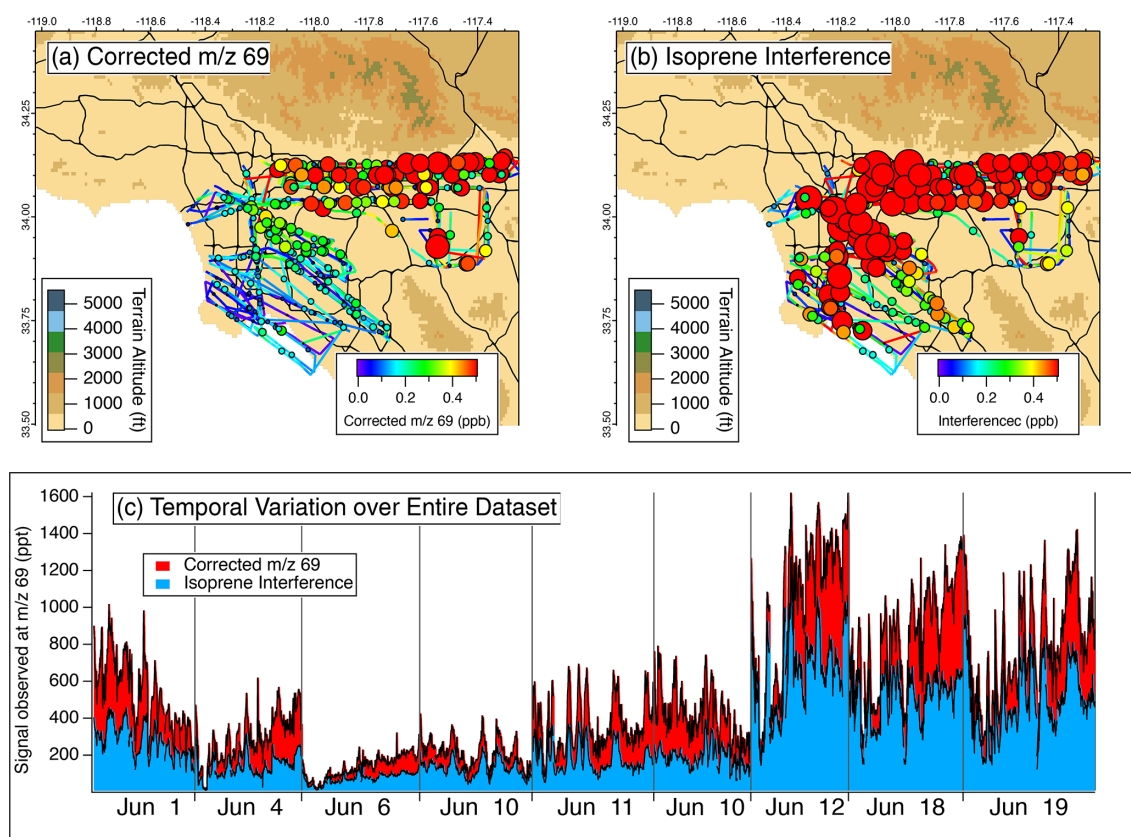 -119.0 -118.8 -118.6 -118.4 -118.2 -118.0 -117.8 -117.6 -117.4
(a) Corrected m/z 69
34.25
34.00
33.75
33.50
5000
4000
3000
2000
1000
0
Terrain Altitude (ft)
0.0 0.2 0.4
Corrected m/z 69 (ppb)
-119.0 -118.8 -118.6 -118.4 -118.2 -118.0 -117.8 -117.6 -117.4
(b) Isoprene Interference
34.25
34.00
33.75
33.50
5000
4000
3000
2000
1000
0
Terrain Altitude (ft)
0.0 0.2 0.4
Interferencec (ppb)
(c) Temporal Variation over Entire Dataset
Corrected m/z 69
Isoprene Interference
Signal observed at m/z 69 (ppt)
1600
1400
1200
1000
800
600
400
200
Jun 1 Jun 4 Jun 6 Jun 10 Jun 11 Jun 10 Jun 12 Jun 18 Jun 19